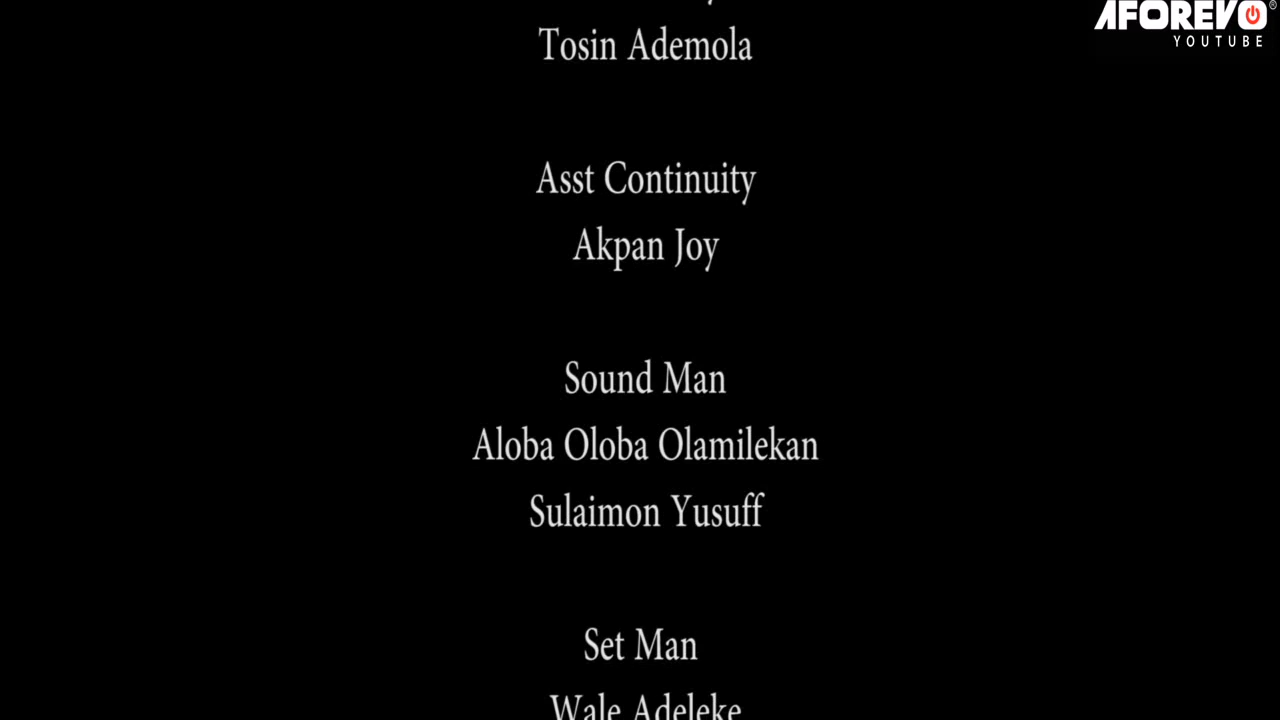 AFOREVO
YOUTUBE
Tosin Ademola
Asst Continuity
Akpan Joy
Sound Man
Aloba Oloba Olamilekan
Sulaimon Yusuff
Set Man
Wale Adeleke